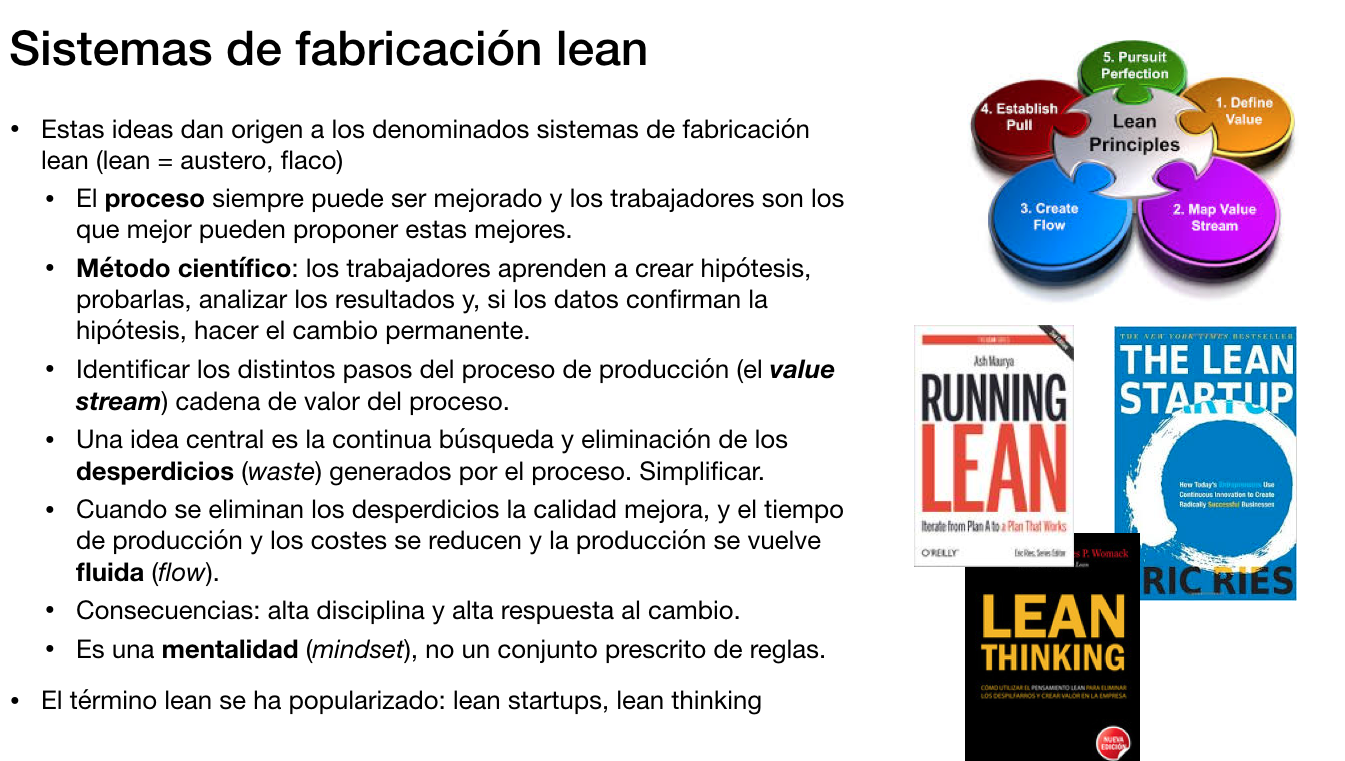 Sistemas de fabricación lean
• Estas ideas dan origen a los denominados sistemas de fabricación
lean (lean = austero, flaco)
• El proceso siempre puede ser mejorado y los trabajadores son los
que mejor pueden proponer estas mejores.
• Método científico: los trabajadores aprenden a crear hipótesis,
probarlas, analizar los resultados y, si los datos confirman la
hipótesis, hacer el cambio permanente.
• Identificar los distintos pasos del proceso de producción (el value
stream) cadena de valor del proceso.
• Una idea central es la continua búsqueda y eliminación de los
desperdicios (waste) generados por el proceso. Simplificar.
• Cuando se eliminan los desperdicios la calidad mejora, y el tiempo
de producción y los costes se reducen y la producción se vuelve
fluida (flow).
• Consecuencias: alta disciplina y alta respuesta al cambio.
• Es una mentalidad (mindset), no un conjunto prescrito de reglas.
• El término lean se ha popularizado: lean startups, lean thinking
5. Pursuit
Perfection
4. Establish
Pull
1. Define
Value
Lean
Principles
3. Create
Flow
2. Map Value
Stream
Ash Maurya
RUNNING
LEAN
Iterate from Plan A to a Plan That Works
O'REILLY
Eric Ries, Series Editor
THE NEW YORK TIMES BESTSELLER
THE LEAN
STARTUP
How Today's Entrepreneurs Use
Continuous Innovation to Create
Radically Successful Businesses
RIC RIES
s P. Womack
LEAN
THINKING
CÓMO UTILIZAR EL PENSAMIENTO LEAN PARA ELIMINAR
LOS DESPILFARROS Y CREAR VALOR EN LA EMPRESA
NUEVA
EDICIÓN